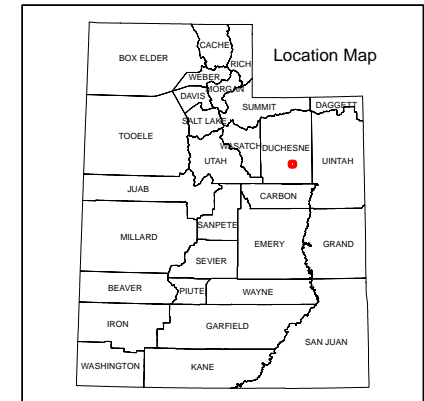 Location Map
CACHE
BOX ELDER
RICH
WEBER
MORGAN
DAVIS
SUMMIT
DAGGETT
SALT LAKE
TOOELE
WASATCH
DUCHESNE
UTAH
UINTAH
JUAB
CARBON
SANPETE
MILLARD
EMERY
GRAND
SEVIER
BEAVER
PIUTE
WAYNE
IRON
GARFIELD
SAN JUAN
WASHINGTON
KANE